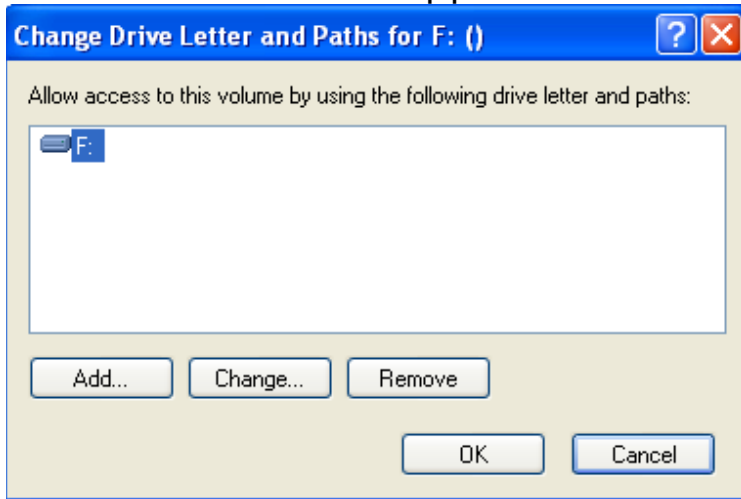 Change Drive Letter and Paths for F: ()
Allow access to this volume by using the following drive letter and paths:
F:
Add... Change... Remove
OK Cancel